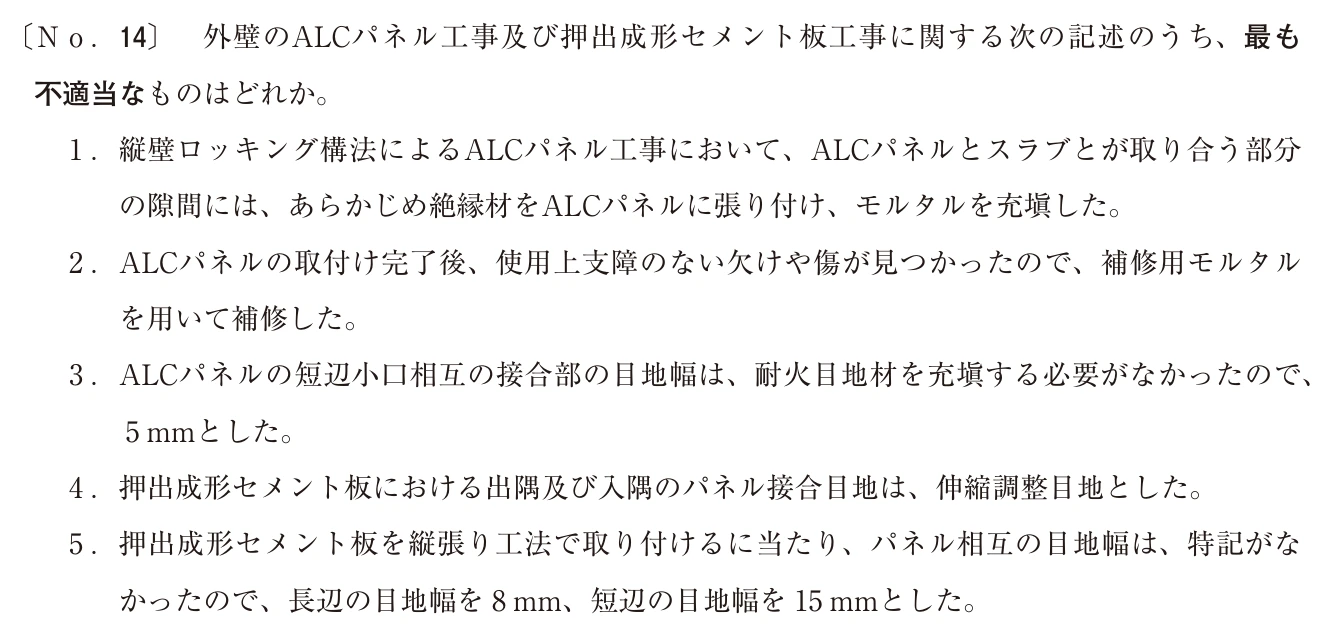 〔Ｎｏ．14〕　外壁のALCパネル工事及び押出成形セメント板工事に関する次の記述のうち、最も
不適当なものはどれか。
１．縦壁ロッキング構法によるALCパネル工事において、ALCパネルとスラブとが取り合う部分
の隙間には、あらかじめ絶縁材をALCパネルに張り付け、モルタルを充塡した。
２．ALCパネルの取付け完了後、使用上支障のない欠けや傷が見つかったので、補修用モルタル
を用いて補修した。
３．ALCパネルの短辺小口相互の接合部の目地幅は、耐火目地材を充塡する必要がなかったので、
５mmとした。
４．押出成形セメント板における出隅及び入隅のパネル接合目地は、伸縮調整目地とした。
５．押出成形セメント板を縦張り工法で取り付けるに当たり、パネル相互の目地幅は、特記がな
かったので、長辺の目地幅を８mm、短辺の目地幅を15mmとした。